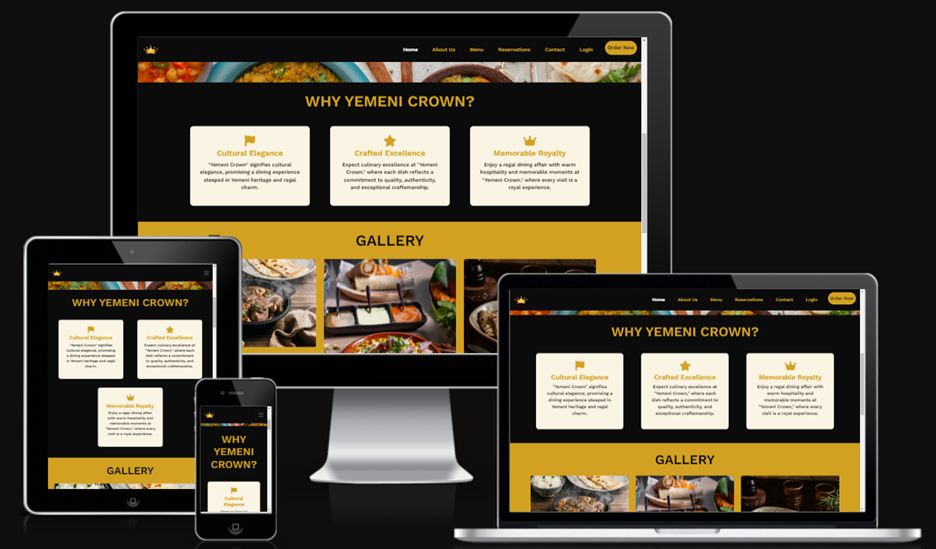 Home About Us Menu Reservations Contact Login Order Now
WHY YEMENI CROWN?
Cultural Elegance
"Yemeni Crown" signifies cultural
elegance, promising a dining experience
steeped in Yemeni heritage and regal
charm.
Crafted Excellence
Expect culinary excellence at "Yemeni
Crown," where each dish reflects a
commitment to quality, authenticity,
and exceptional craftsmanship.
Memorable Royalty
Enjoy a regal dining affair with warm
hospitality and memorable moments at
"Yemeni Crown," where every visit is a
royal experience.
GALLERY
WHY YEMENI CROWN?
Cultural Elegance
"Yemeni Crown" signifies
cultural elegance, promising
a dining experience steeped
in Yemeni heritage and regal
charm.
Crafted Excellence
Expect culinary excellence at
"Yemeni Crown," where each
dish reflects a commitment to
quality, authenticity, and
exceptional craftsmanship.
Memorable Royalty
Enjoy a regal dining affair
with warm hospitality and
memorable moments at
"Yemeni Crown," where every
visit is a royal experience.
GALLERY
WHY
YEMENI
CROWN?
Cultural
Elegance
Home About Us Menu Reservations Contact Login Order Now
WHY YEMENI CROWN?
Cultural Elegance
"Yemeni Crown" signifies
cultural elegance, promising a
dining experience steeped in
Yemeni heritage and regal
charm.
Crafted Excellence
Expect culinary excellence at
"Yemeni Crown," where each
dish reflects a commitment to
quality, authenticity, and
exceptional craftsmanship.
Memorable Royalty
Enjoy a regal dining affair with
warm hospitality and
memorable moments at
"Yemeni Crown," where every
visit is a royal experience.
GALLERY